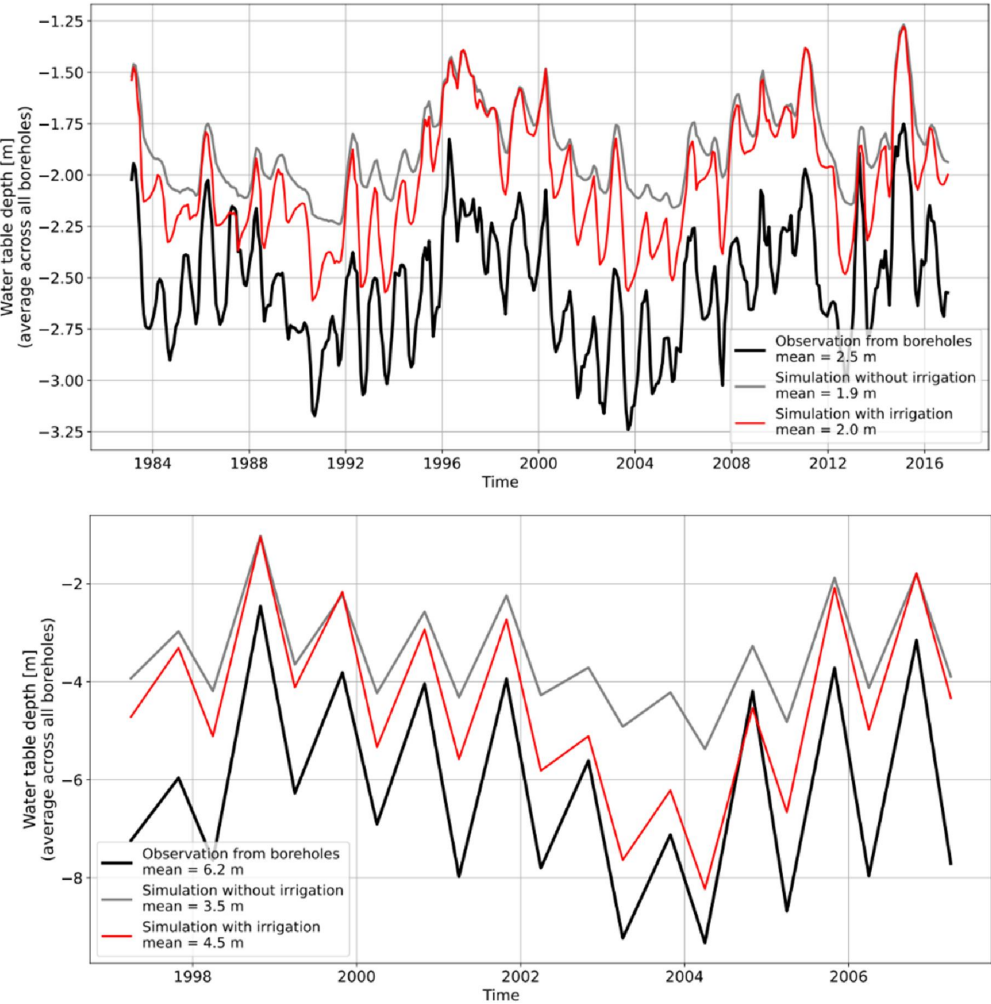 Water table depth [m]
(average across all boreholes)
−1.25
−1.50
−1.75
−2.00
−2.25
−2.50
−2.75
−3.00
−3.25
Observation from boreholes
mean = 2.5 m
Simulation without irrigation
mean = 1.9 m
Simulation with irrigation
mean = 2.0 m
1984 1988 1992 1996 2000 2004 2008 2012 2016
Time
Water table depth [m]
(average across all boreholes)
−2
−4
−6
−8
Observation from boreholes
mean = 6.2 m
Simulation without irrigation
mean = 3.5 m
Simulation with irrigation
mean = 4.5 m
1998 2000 2002 2004 2006
Time